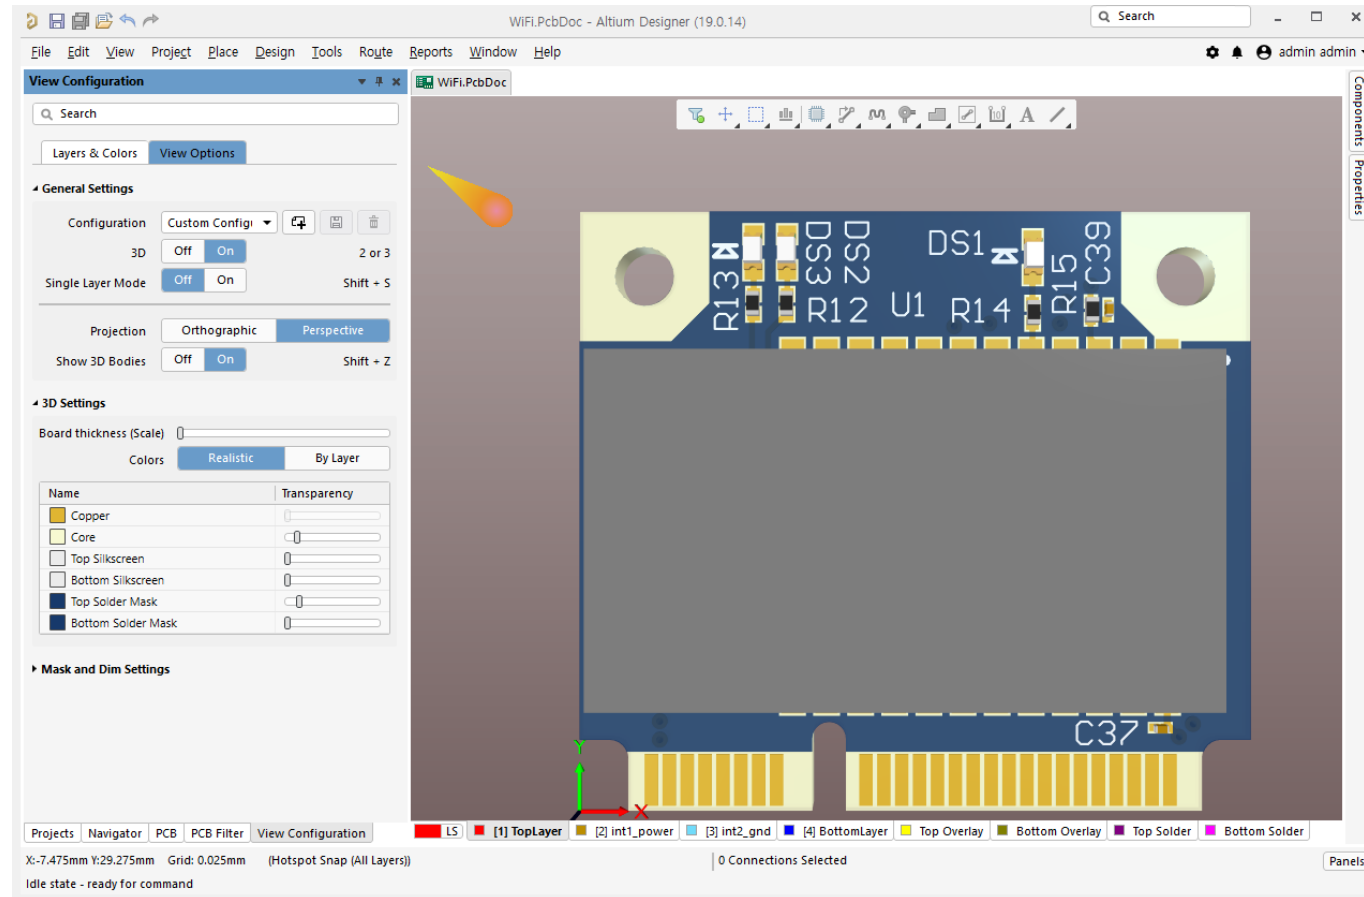 WiFi.PcbDoc - Altium Designer (19.0.14)
Search
File Edit View Project Place Design Tools Route Reports Window Help
admin admin
View Configuration
WiFi.PcbDoc
Search
Layers & Colors View Options
General Settings
Configuration Custom Configu
3D Off On 2 or 3
Single Layer Mode Off On Shift + S
Projection Orthographic Perspective
Show 3D Bodies Off On Shift + Z
3D Settings
Board thickness (Scale)
Colors Realistic By Layer
Name Transparency
Copper
Core
Top Silkscreen
Bottom Silkscreen
Top Solder Mask
Bottom Solder Mask
Mask and Dim Settings
Components
Properties
R13
DS3
DS2
R12
U1
DS1
R14
R15
C39
C37
Y
X
Projects Navigator PCB PCB Filter View Configuration
LS [1] TopLayer [2] int1_power [3] int2_gnd [4] BottomLayer Top Overlay Bottom Overlay Top Solder Bottom Solder
X:-7.475mm Y:29.275mm Grid: 0.025mm (Hotspot Snap (All Layers))
0 Connections Selected
Panels
Idle state - ready for command